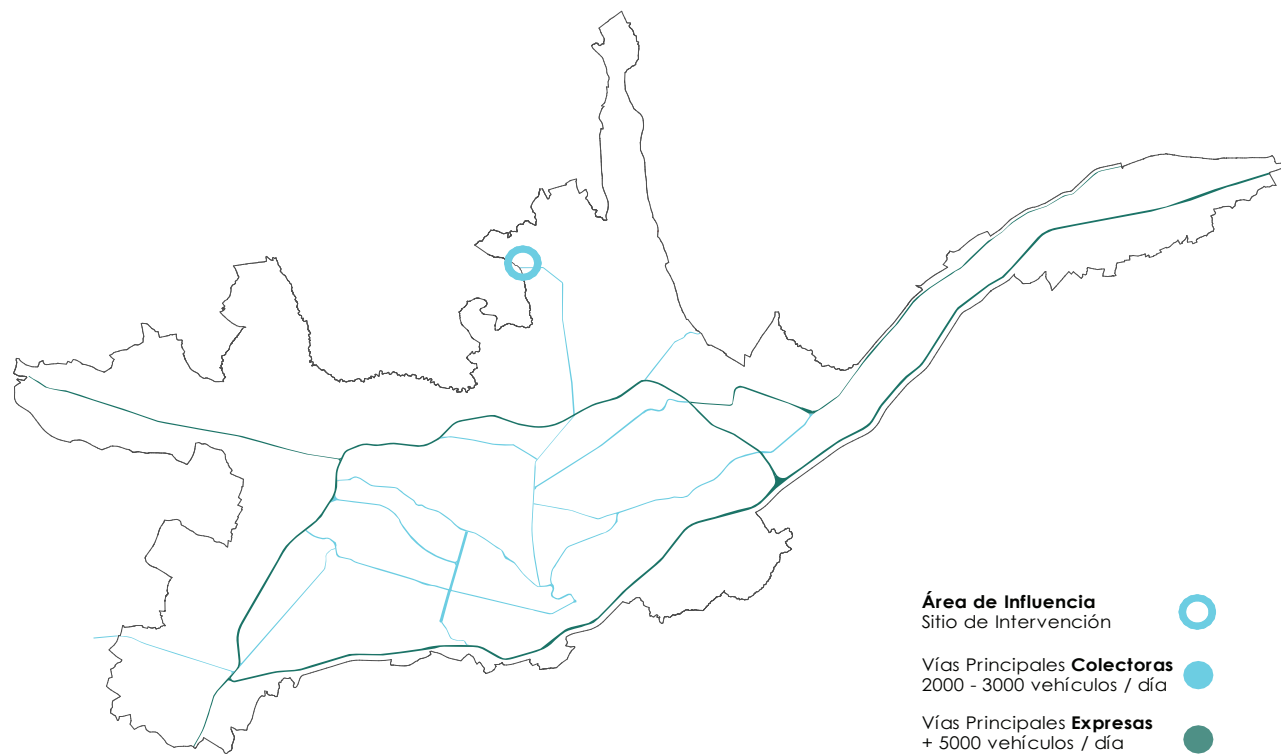 Área de Influencia
Sitio de Intervención
Vías Principales Colectoras
2000 - 3000 vehículos / día
Vías Principales Expresas
+ 5000 vehículos / día